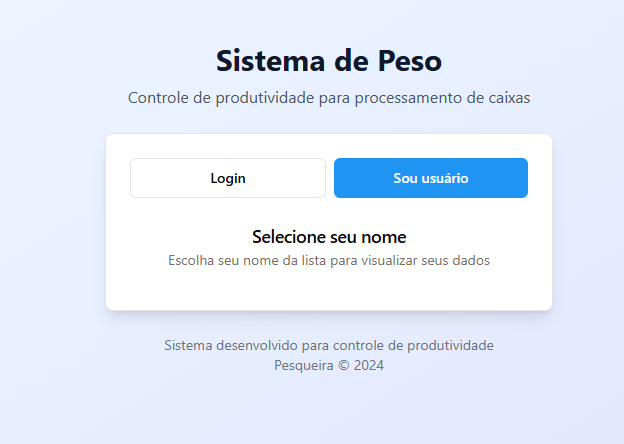 Sistema de Peso
Controle de produtividade para processamento de caixas
Login
Sou usuário
Selecione seu nome
Escolha seu nome da lista para visualizar seus dados
Sistema desenvolvido para controle de produtividade
Pesqueira © 2024